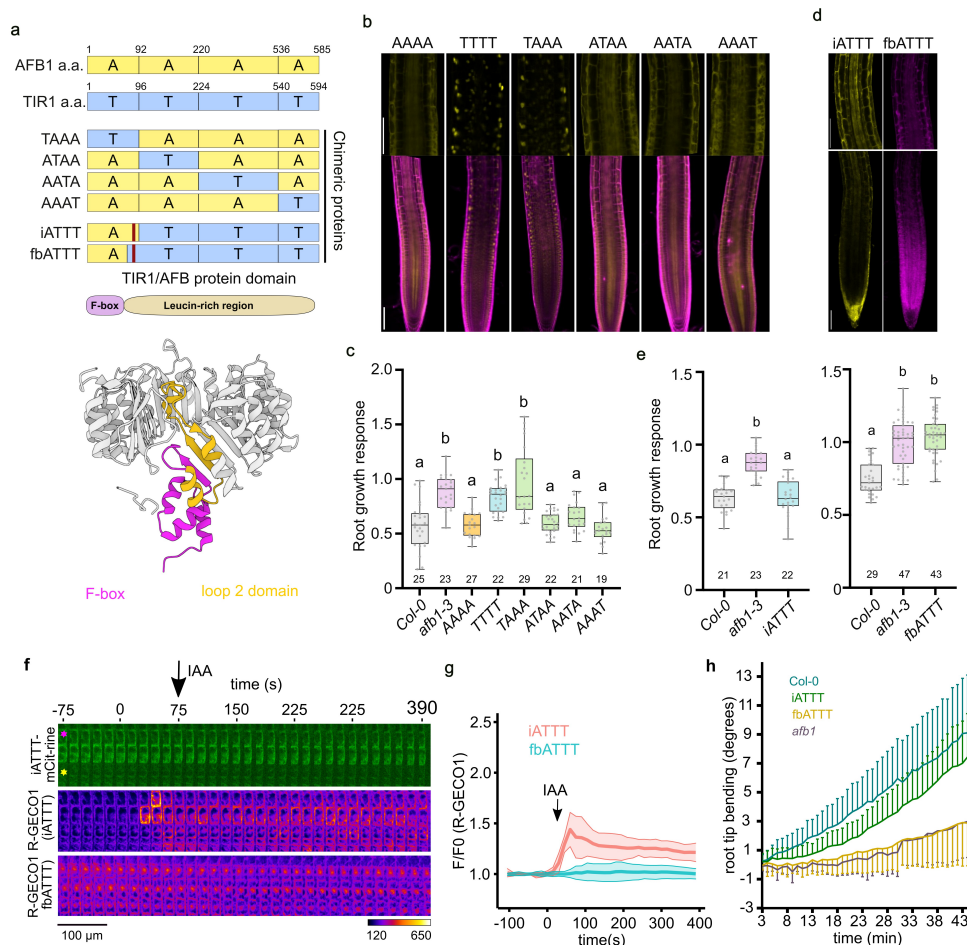 a
1 92 220 536 585
AFB1 a.a. A A A A
1 96 224 540 594
TIR1 a.a. T T T T
TAAA T A A A
ATAA A T A A
AATA A A T A
AAAT A A A T
iATTT A T T T
fbATTT A T T T
Chimeric proteins
TIR1/AFB protein domain
F-box Leucin-rich region
F-box loop 2 domain
b
AAAA TTTT TAAA ATAA AATA AAAT
d
iATTT fbATTT
c
Root growth response
2.0
1.5
1.0
0.5
0
a b a b b a a a
25 23 27 22 29 22 21 19
Col-0 afb1-3 AAAA TTTT TAAA ATAA AATA AAAT
e
Root growth response
1.5
1.0
0.5
0
a b a
21 23 22
Col-0 afb1-3 iATTT
1.5
1.0
0.5
0
a b b
29 47 43
Col-0 afb1-3 fbATTT
f
IAA
time (s)
-75 0 75 150 225 225 390
iATTT-
mCit-rine
R-GECO1
(iATTT)
R-GECO1
fbATTT)
100 µm
120 650
g
F/F0 (R-GECO1)
2.5
2.0
1.5
1.0
iATTT
fbATTT
IAA
-100 0 100 200 300 400
time(s)
h
root tip bending (degrees)
13
11
9
7
5
3
1
-1
-3
Col-0
iATTT
fbATTT
afb1
3 8 13 18 23 28 33 38 43
time (min)